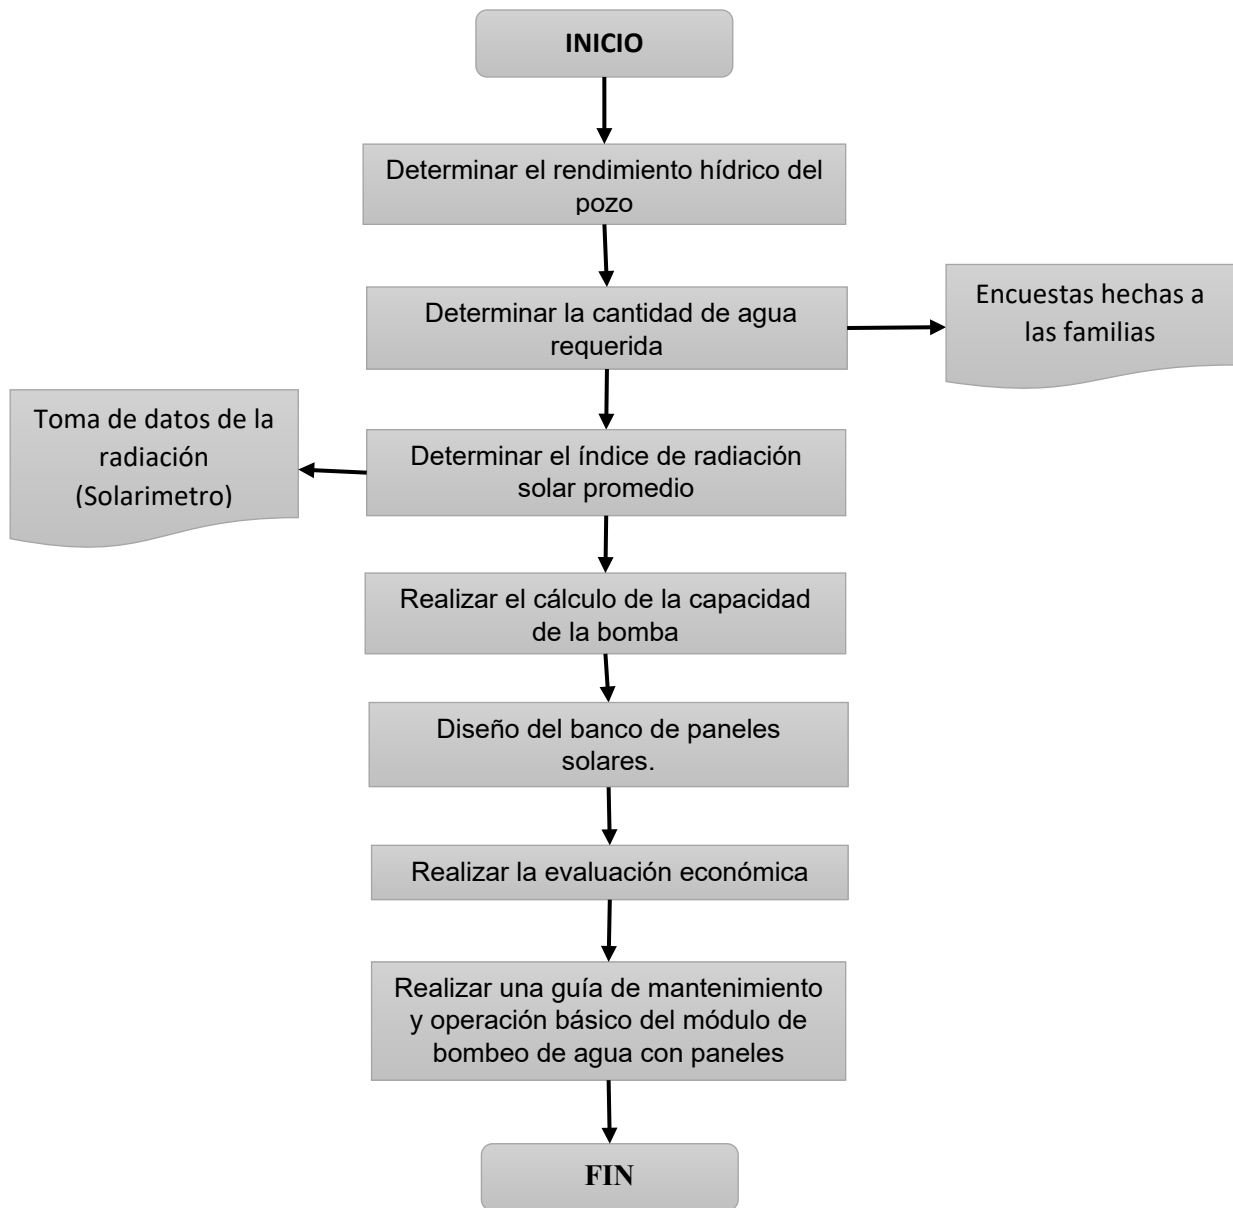 INICIO
Determinar el rendimiento hídrico del
pozo
Determinar la cantidad de agua
requerida
Encuestas hechas a
las familias
Toma de datos de la
radiación
(Solarimetro)
Determinar el índice de radiación
solar promedio
Realizar el cálculo de la capacidad
de la bomba
Diseño del banco de paneles
solares.
Realizar la evaluación económica
Realizar una guía de mantenimiento
y operación básico del módulo de
bombeo de agua con paneles
FIN